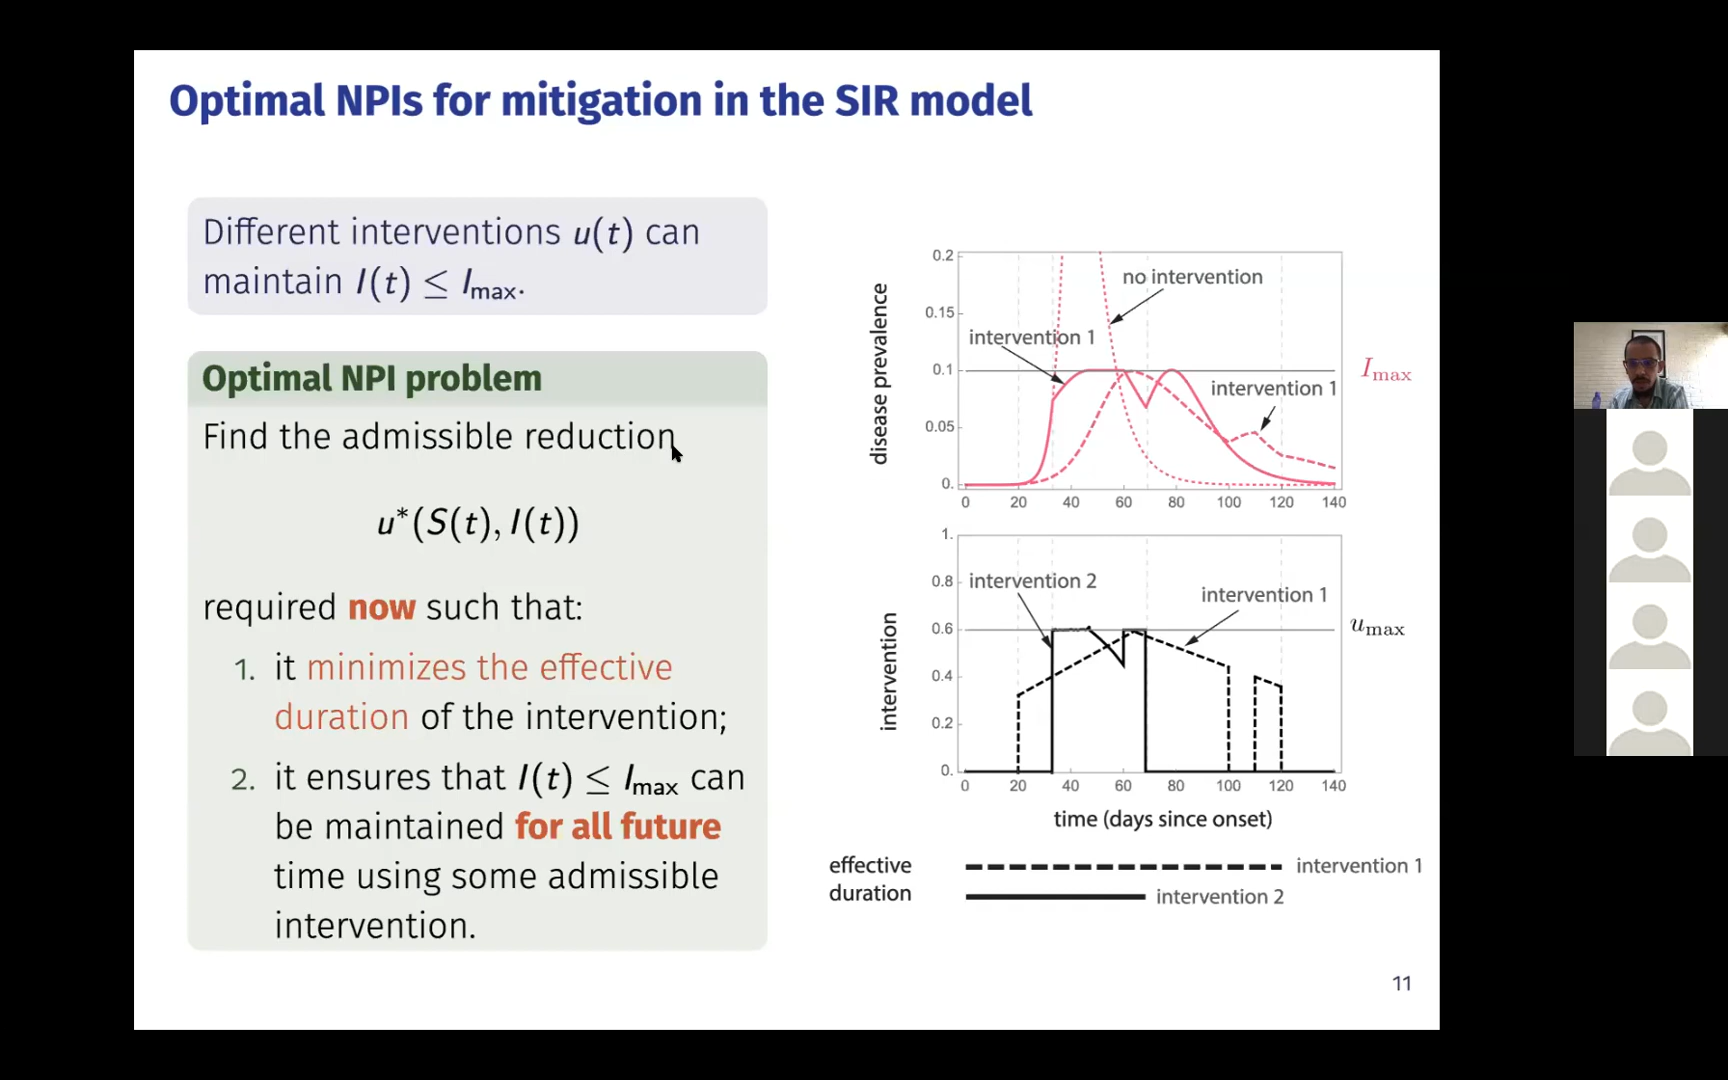 Optimal NPIs for mitigation in the SIR model
Different interventions u(t) can
maintain I(t) ≤ Imax.
Optimal NPI problem
Find the admissible reduction
u*(S(t), I(t))
required now such that:
1. it minimizes the effective
duration of the intervention;
2. it ensures that I(t) ≤ Imax can
be maintained for all future
time using some admissible
intervention.
disease prevalence
0.2
0.15
0.1
0.05
0.
no intervention
intervention 1
intervention 1
Imax
0 20 40 60 80 100 120 140
intervention
1.
0.8
0.6
0.4
0.2
0.
intervention 2
intervention 1
umax
0 20 40 60 80 100 120 140
time (days since onset)
effective
duration
intervention 1
intervention 2
11